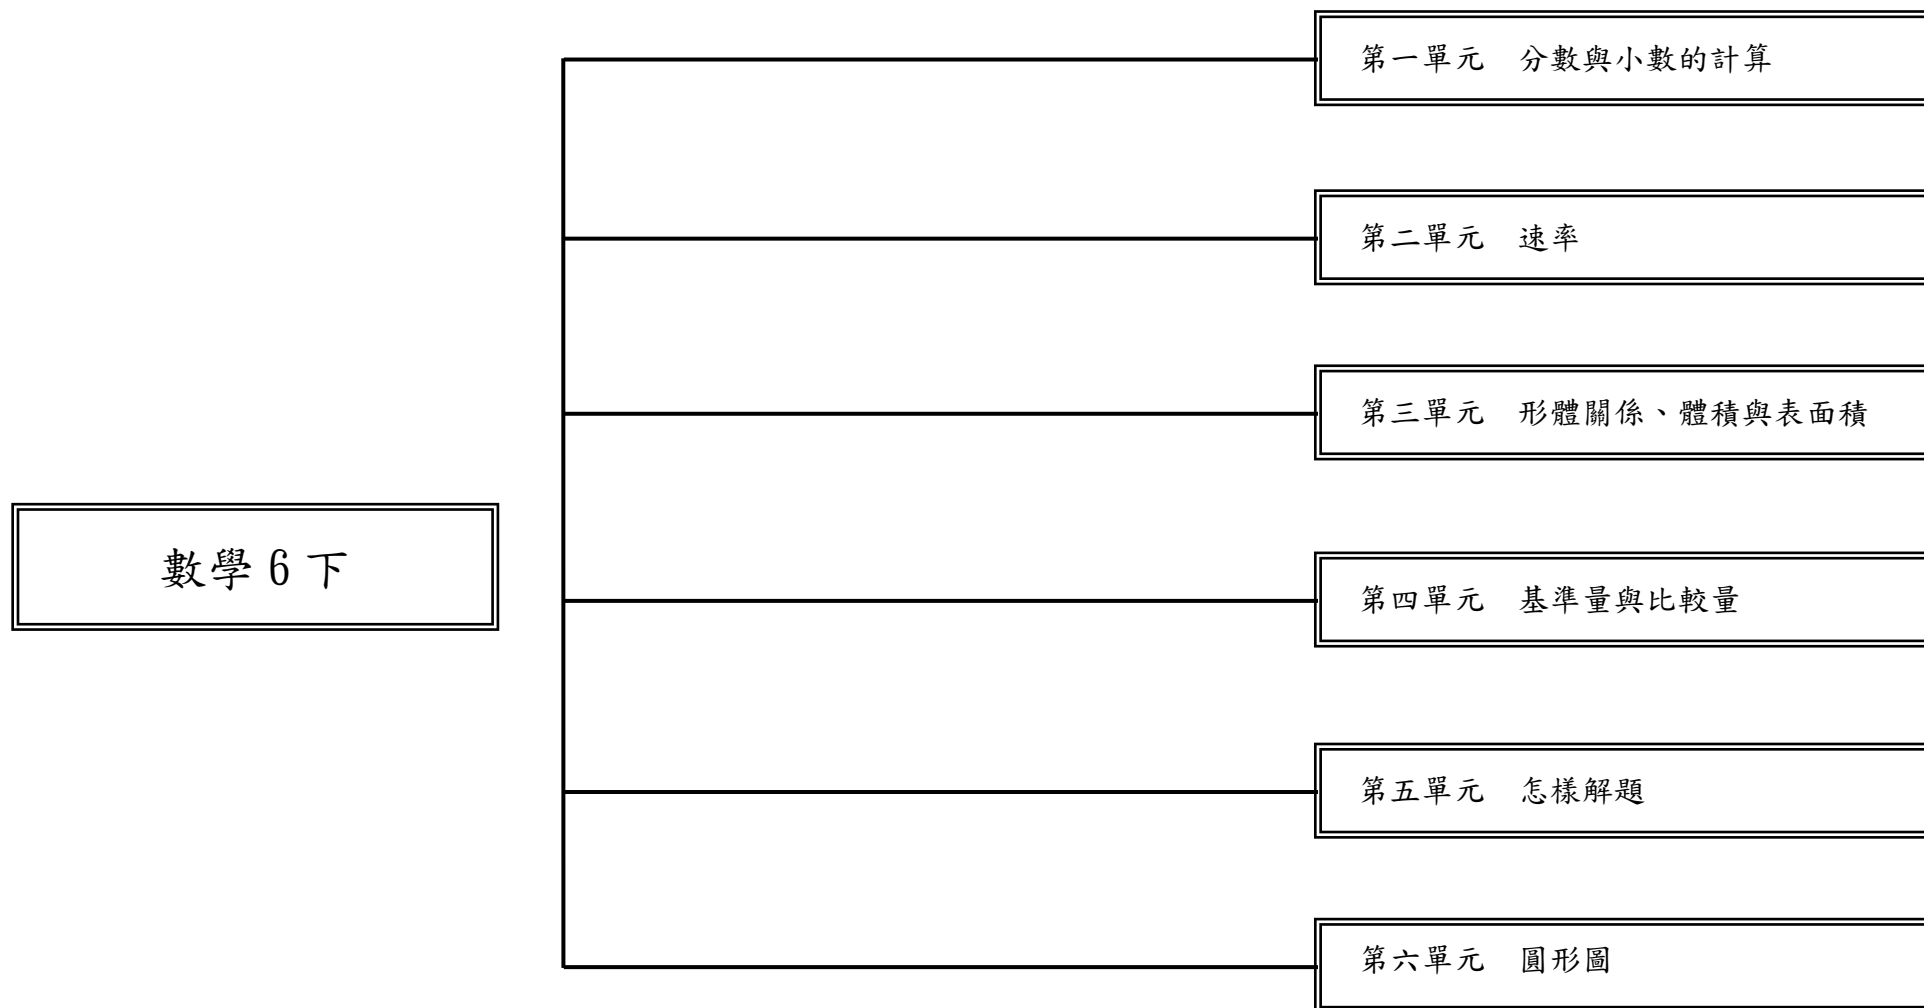 第一單元　分數與小數的計算
第二單元　速率
第三單元　形體關係、體積與表面積
數學 6 下
第四單元　基準量與比較量
第五單元　怎樣解題
第六單元　圓形圖